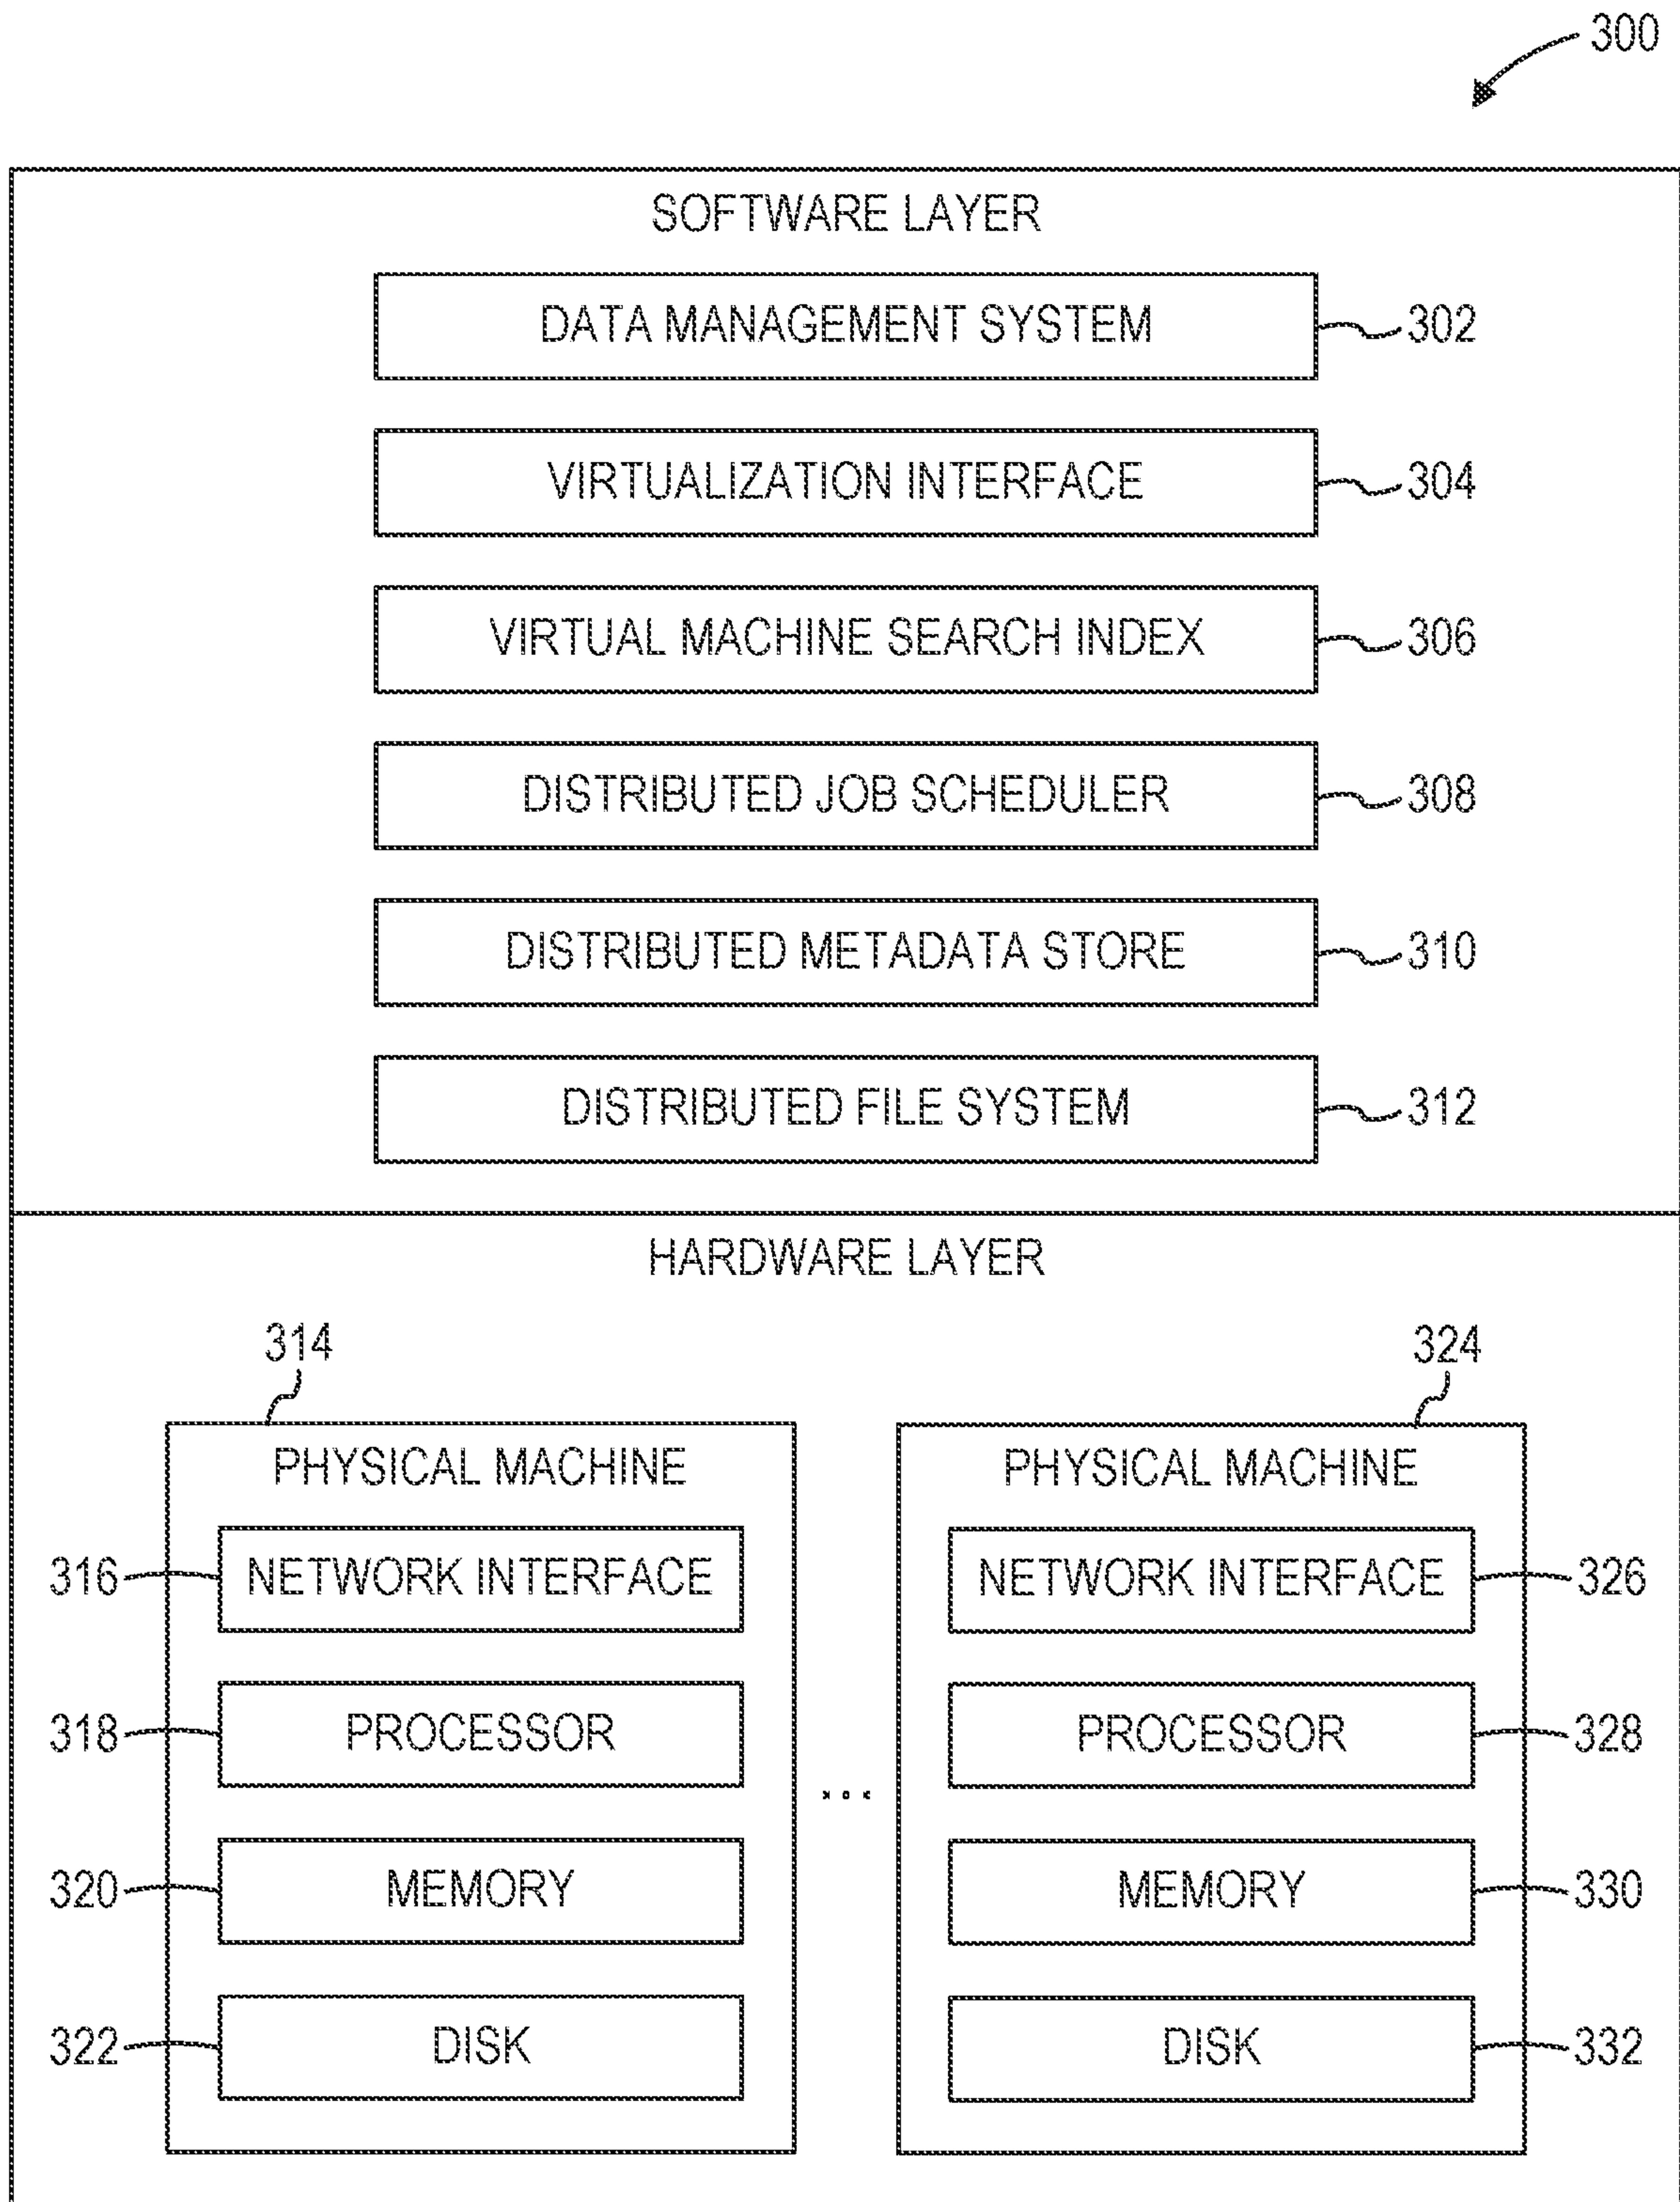 300
SOFTWARE LAYER
DATA MANAGEMENT SYSTEM 302
VIRTUALIZATION INTERFACE 304
VIRTUAL MACHINE SEARCH INDEX 306
DISTRIBUTED JOB SCHEDULER 308
DISTRIBUTED METADATA STORE 310
DISTRIBUTED FILE SYSTEM 312
HARDWARE LAYER
314 324
PHYSICAL MACHINE PHYSICAL MACHINE
316 NETWORK INTERFACE NETWORK INTERFACE 326
318 PROCESSOR PROCESSOR 328
...
320 MEMORY MEMORY 330
322 DISK DISK 332